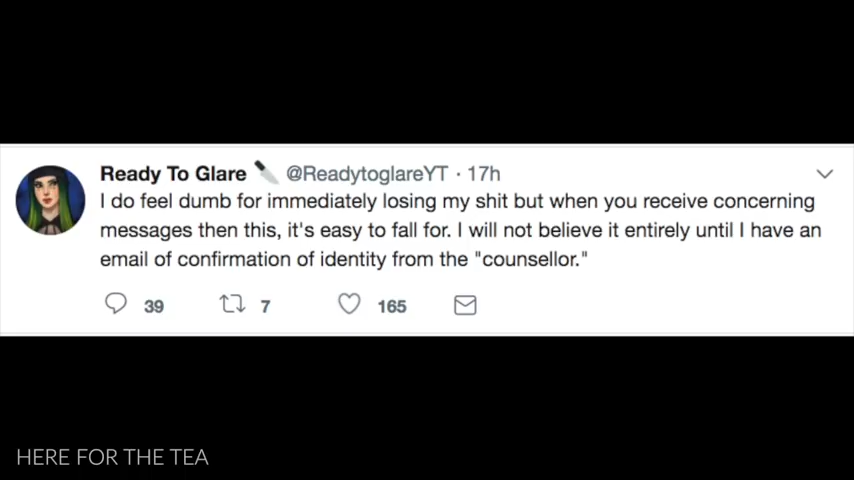 Ready To Glare 🔪 @ReadytoglareYT · 17h
I do feel dumb for immediately losing my shit but when you receive concerning
messages then this, it's easy to fall for. I will not believe it entirely until I have an
email of confirmation of identity from the "counsellor."
39 7 165
HERE FOR THE TEA